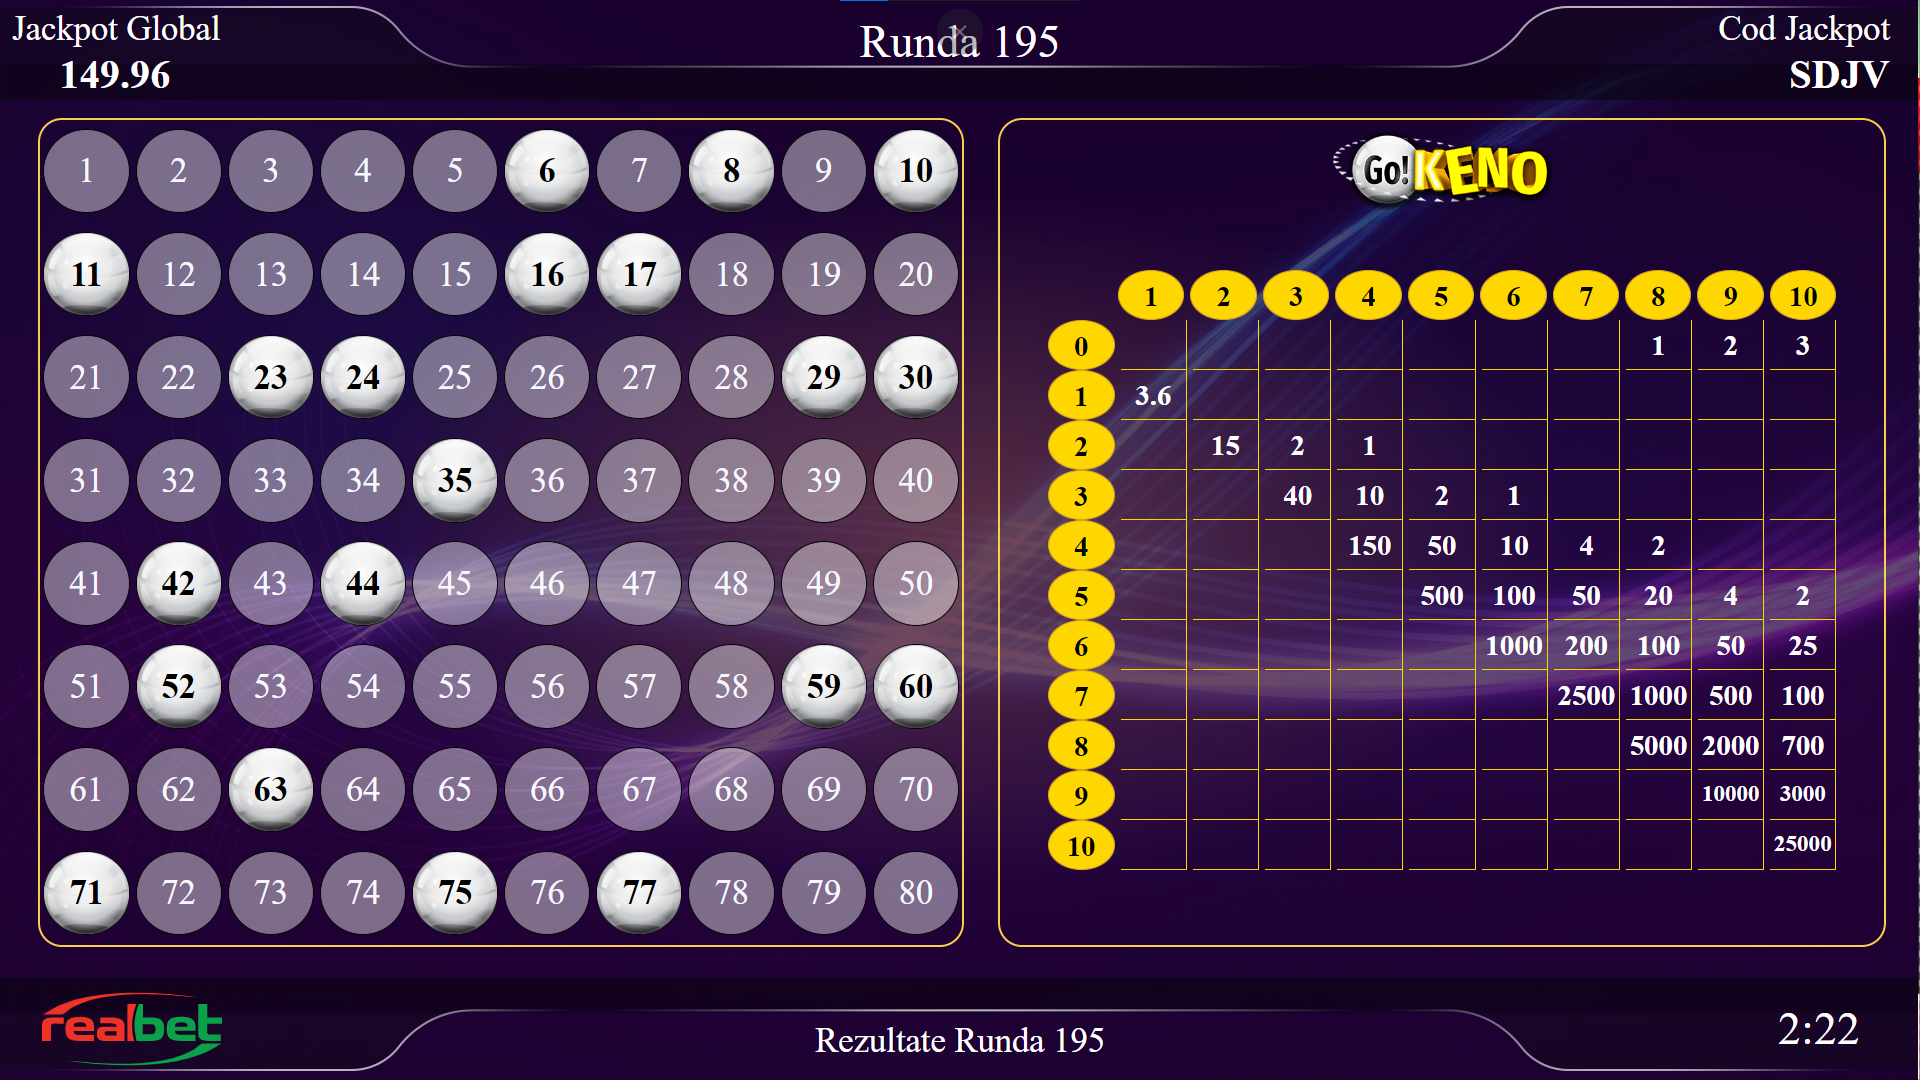 Jackpot Global
149.96
Runda 195
Cod Jackpot
SDJV
1 2 3 4 5 6 7 8 9 10
11 12 13 14 15 16 17 18 19 20
21 22 23 24 25 26 27 28 29 30
31 32 33 34 35 36 37 38 39 40
41 42 43 44 45 46 47 48 49 50
51 52 53 54 55 56 57 58 59 60
61 62 63 64 65 66 67 68 69 70
71 72 73 74 75 76 77 78 79 80
Go! KENO
1 2 3 4 5 6 7 8 9 10
0 1 2 3
1 3.6
2 15 2 1
3 40 10 2 1
4 150 50 10 4 2
5 500 100 50 20 4 2
6 1000 200 100 50 25
7 2500 1000 500 100
8 5000 2000 700
9 10000 3000
10 25000
realbet
Rezultate Runda 195
2:22